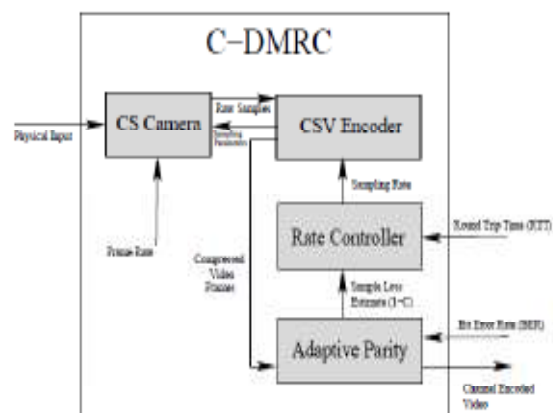 C-DMRC
CS Camera
CSV Encoder
Raw Samples
Sampling
Parameters
Physical Input
Sampling Rate
Rate Controller
Round Trip Time (RTT)
Frame Rate
Compressed
Video
Frames
Sample Loss
Estimate (1-C)
Adaptive Parity
Bit Error Rate (BER)
Channel Encoded
Video